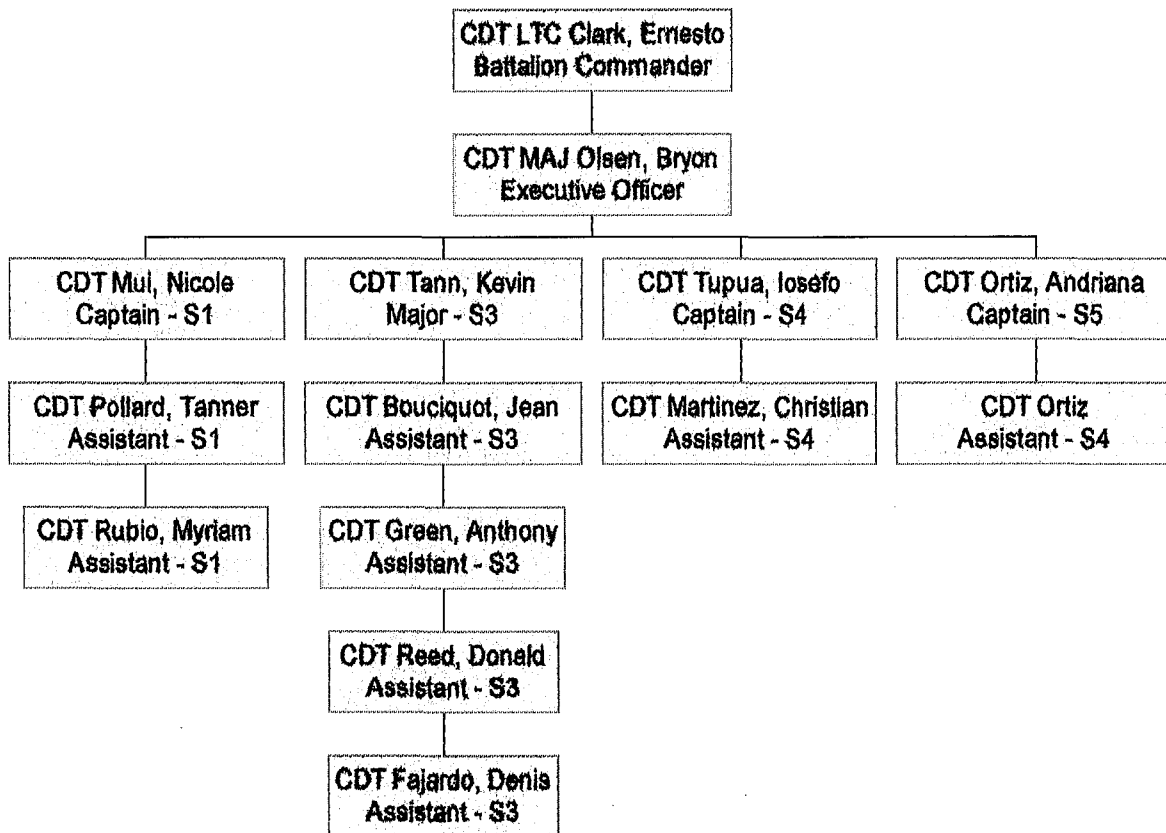 CDT LTC Clark, Ernesto
Battalion Commander
CDT MAJ Olsen, Bryon
Executive Officer
CDT Mui, Nicole
Captain - S1
CDT Tann, Kevin
Major - S3
CDT Tupua, Iosefo
Captain - S4
CDT Ortiz, Andriana
Captain - S5
CDT Pollard, Tanner
Assistant - S1
CDT Bouciquot, Jean
Assistant - S3
CDT Martinez, Christian
Assistant - S4
CDT Ortiz
Assistant - S4
CDT Rubio, Myriam
Assistant - S1
CDT Green, Anthony
Assistant - S3
CDT Reed, Donald
Assistant - S3
CDT Fajardo, Denis
Assistant - S3